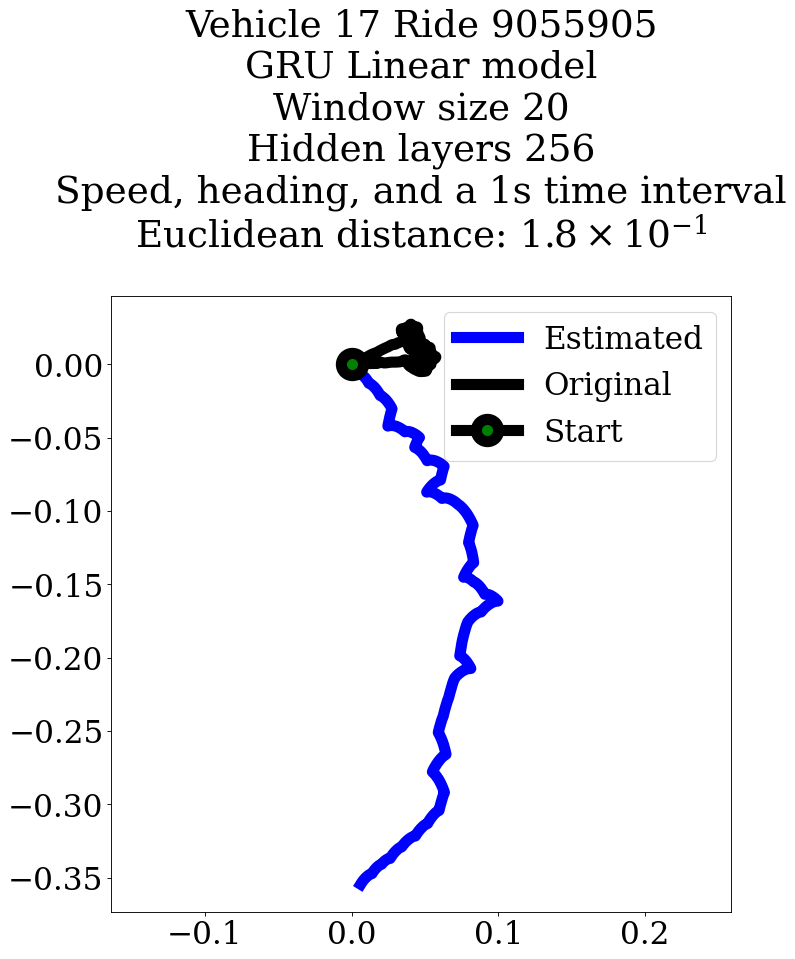 Vehicle 17 Ride 9055905
GRU Linear model
Window size 20
Hidden layers 256
Speed, heading, and a 1s time interval
Euclidean distance: 1.8 × 10⁻¹
Estimated
Original
Start
0.00
−0.05
−0.10
−0.15
−0.20
−0.25
−0.30
−0.35
−0.1 0.0 0.1 0.2